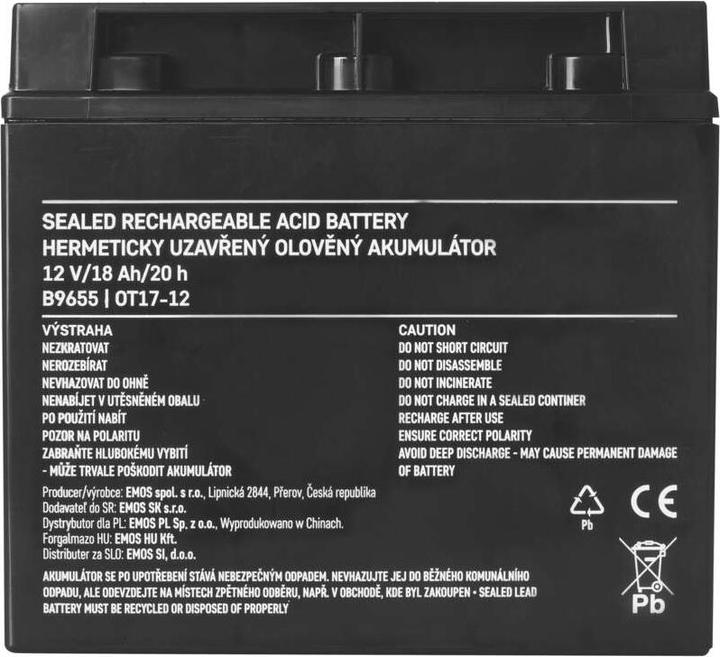 SEALED RECHARGEABLE ACID BATTERY
HERMETICKY UZAVŘENÝ OLOVĚNÝ AKUMULÁTOR
12 V/18 Ah/20 h
B9655 | OT17-12
VÝSTRAHA
NEZKRATOVAT
NEROZEBÍRAT
NEVHAZOVAT DO OHNĚ
NENABÍJET V UTĚSNĚNÉM OBALU
PO POUŽITÍ NABÍT
POZOR NA POLARITU
ZABRAŇTE HLUBOKÉMU VYBITÍ
- MŮŽE TRVALE POŠKODIT AKUMULÁTOR
CAUTION
DO NOT SHORT CIRCUIT
DO NOT DISASSEMBLE
DO NOT INCINERATE
DO NOT CHARGE IN A SEALED CONTINER
RECHARGE AFTER USE
ENSURE CORRECT POLARITY
AVOID DEEP DISCHARGE - MAY CAUSE PERMANENT DAMAGE
OF BATTERY
Producer/výrobce: EMOS spol. s r.o., Lipnická 2844, Přerov, Česká republika
Dodavateľ do SR: EMOS SK s.r.o.
Dystrybutor dla PL: EMOS PL Sp. z o.o., Wyprodukowano w Chinach.
Forgalmazo HU: EMOS HU Kft.
Distributer za SLO: EMOS SI, d.o.o.
Pb
CE
Pb
AKUMULÁTOR SE PO UPOTŘEBENÍ STÁVÁ NEBEZPEČNÝM ODPADEM. NEVHAZUJTE JEJ DO BĚŽNÉHO KOMUNÁLNÍHO
ODPADU, ALE ODEVZDEJTE NA MÍSTECH ZPĚTNÉHO ODBĚRU, NAPŘ. V OBCHODĚ, KDE BYL ZAKOUPEN • SEALED LEAD
BATTERY MUST BE RECYCLED OR DISPOSED OF PROPERLY